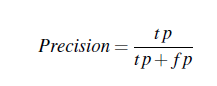 Precision = tp / (tp + fp)